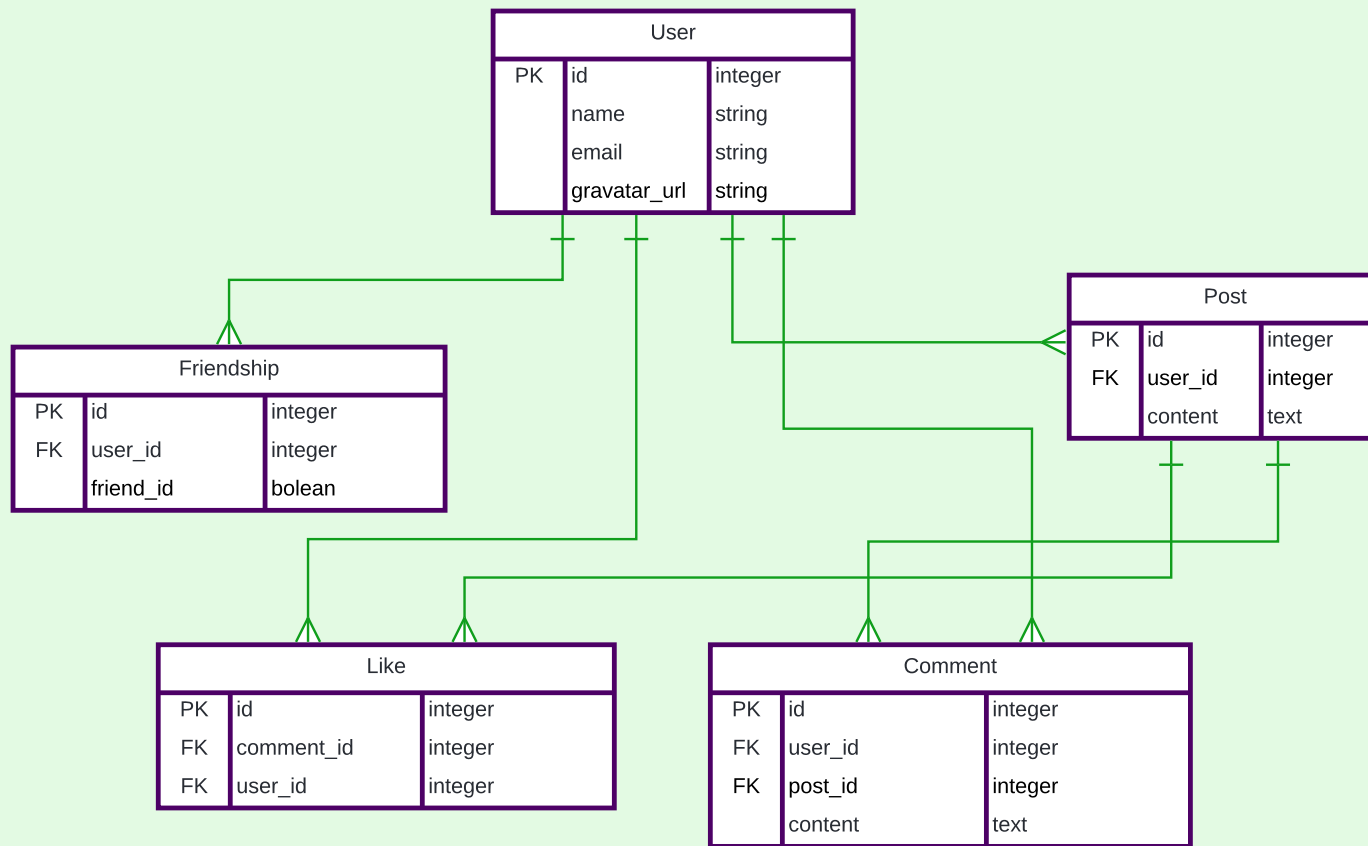 User
PK id integer
name string
email string
gravatar_url string
Post
PK id integer
FK user_id integer
content text
Friendship
PK id integer
FK user_id integer
friend_id bolean
Like
PK id integer
FK comment_id integer
FK user_id integer
Comment
PK id integer
FK user_id integer
FK post_id integer
content text